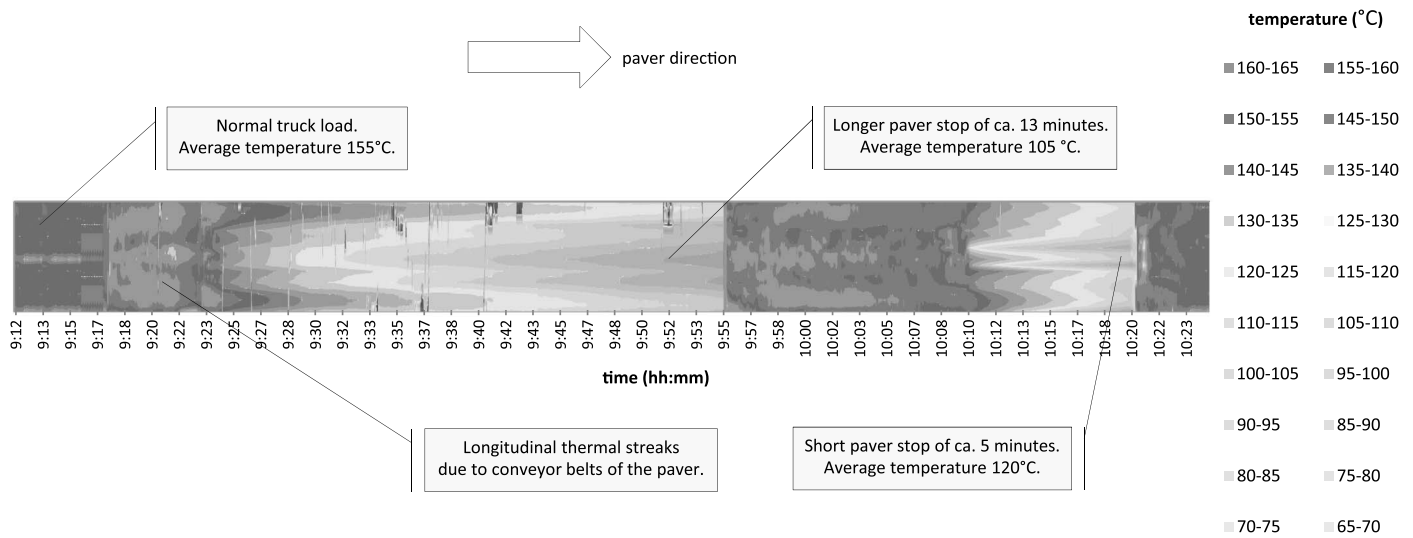 temperature (°C)
paver direction
160-165 155-160
Normal truck load.
Average temperature 155°C.
Longer paver stop of ca. 13 minutes.
Average temperature 105 °C.
150-155 145-150
140-145 135-140
130-135 125-130
120-125 115-120
110-115 105-110
100-105 95-100
90-95 85-90
80-85 75-80
70-75 65-70
9:12 9:13 9:15 9:17 9:18 9:20 9:22 9:23 9:25 9:27 9:28 9:30 9:32 9:33 9:35 9:37 9:38 9:40 9:42 9:43 9:45 9:47 9:48 9:50 9:52 9:53 9:55 9:57 9:58 10:00 10:02 10:03 10:05 10:07 10:08 10:10 10:12 10:13 10:15 10:17 10:18 10:20 10:22 10:23
time (hh:mm)
Longitudinal thermal streaks
due to conveyor belts of the paver.
Short paver stop of ca. 5 minutes.
Average temperature 120°C.